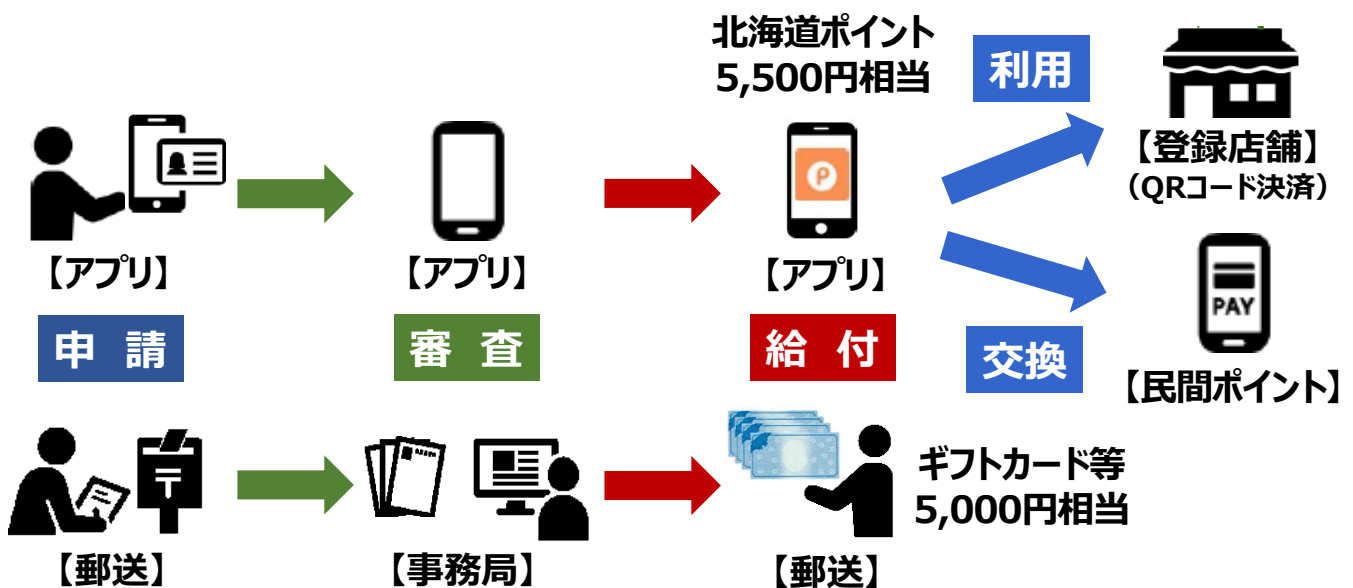 北海道ポイント
5,500円相当
利用
【登録店舗】
(QRコード決済)
【アプリ】
【アプリ】
【アプリ】
PAY
申 請
審 査
給 付
交換
【民間ポイント】
〒
ギフトカード等
5,000円相当
【郵送】
【事務局】
【郵送】